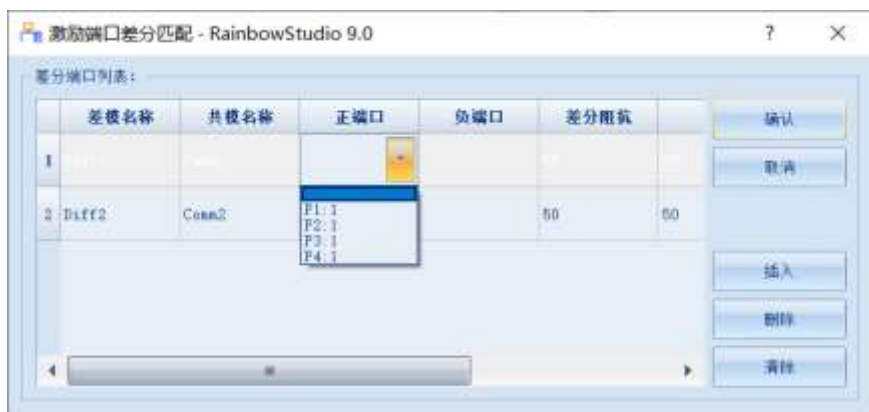 激励端口差分匹配 - RainbowStudio 9.0 ?
差分端口列表:
差模名称 共模名称 正端口 负端口 差分阻抗
确认
1
取消
P1:1
2 Diff2 Comm2 50 50
P2:1
P3:1
P4:1
插入
删除
清除